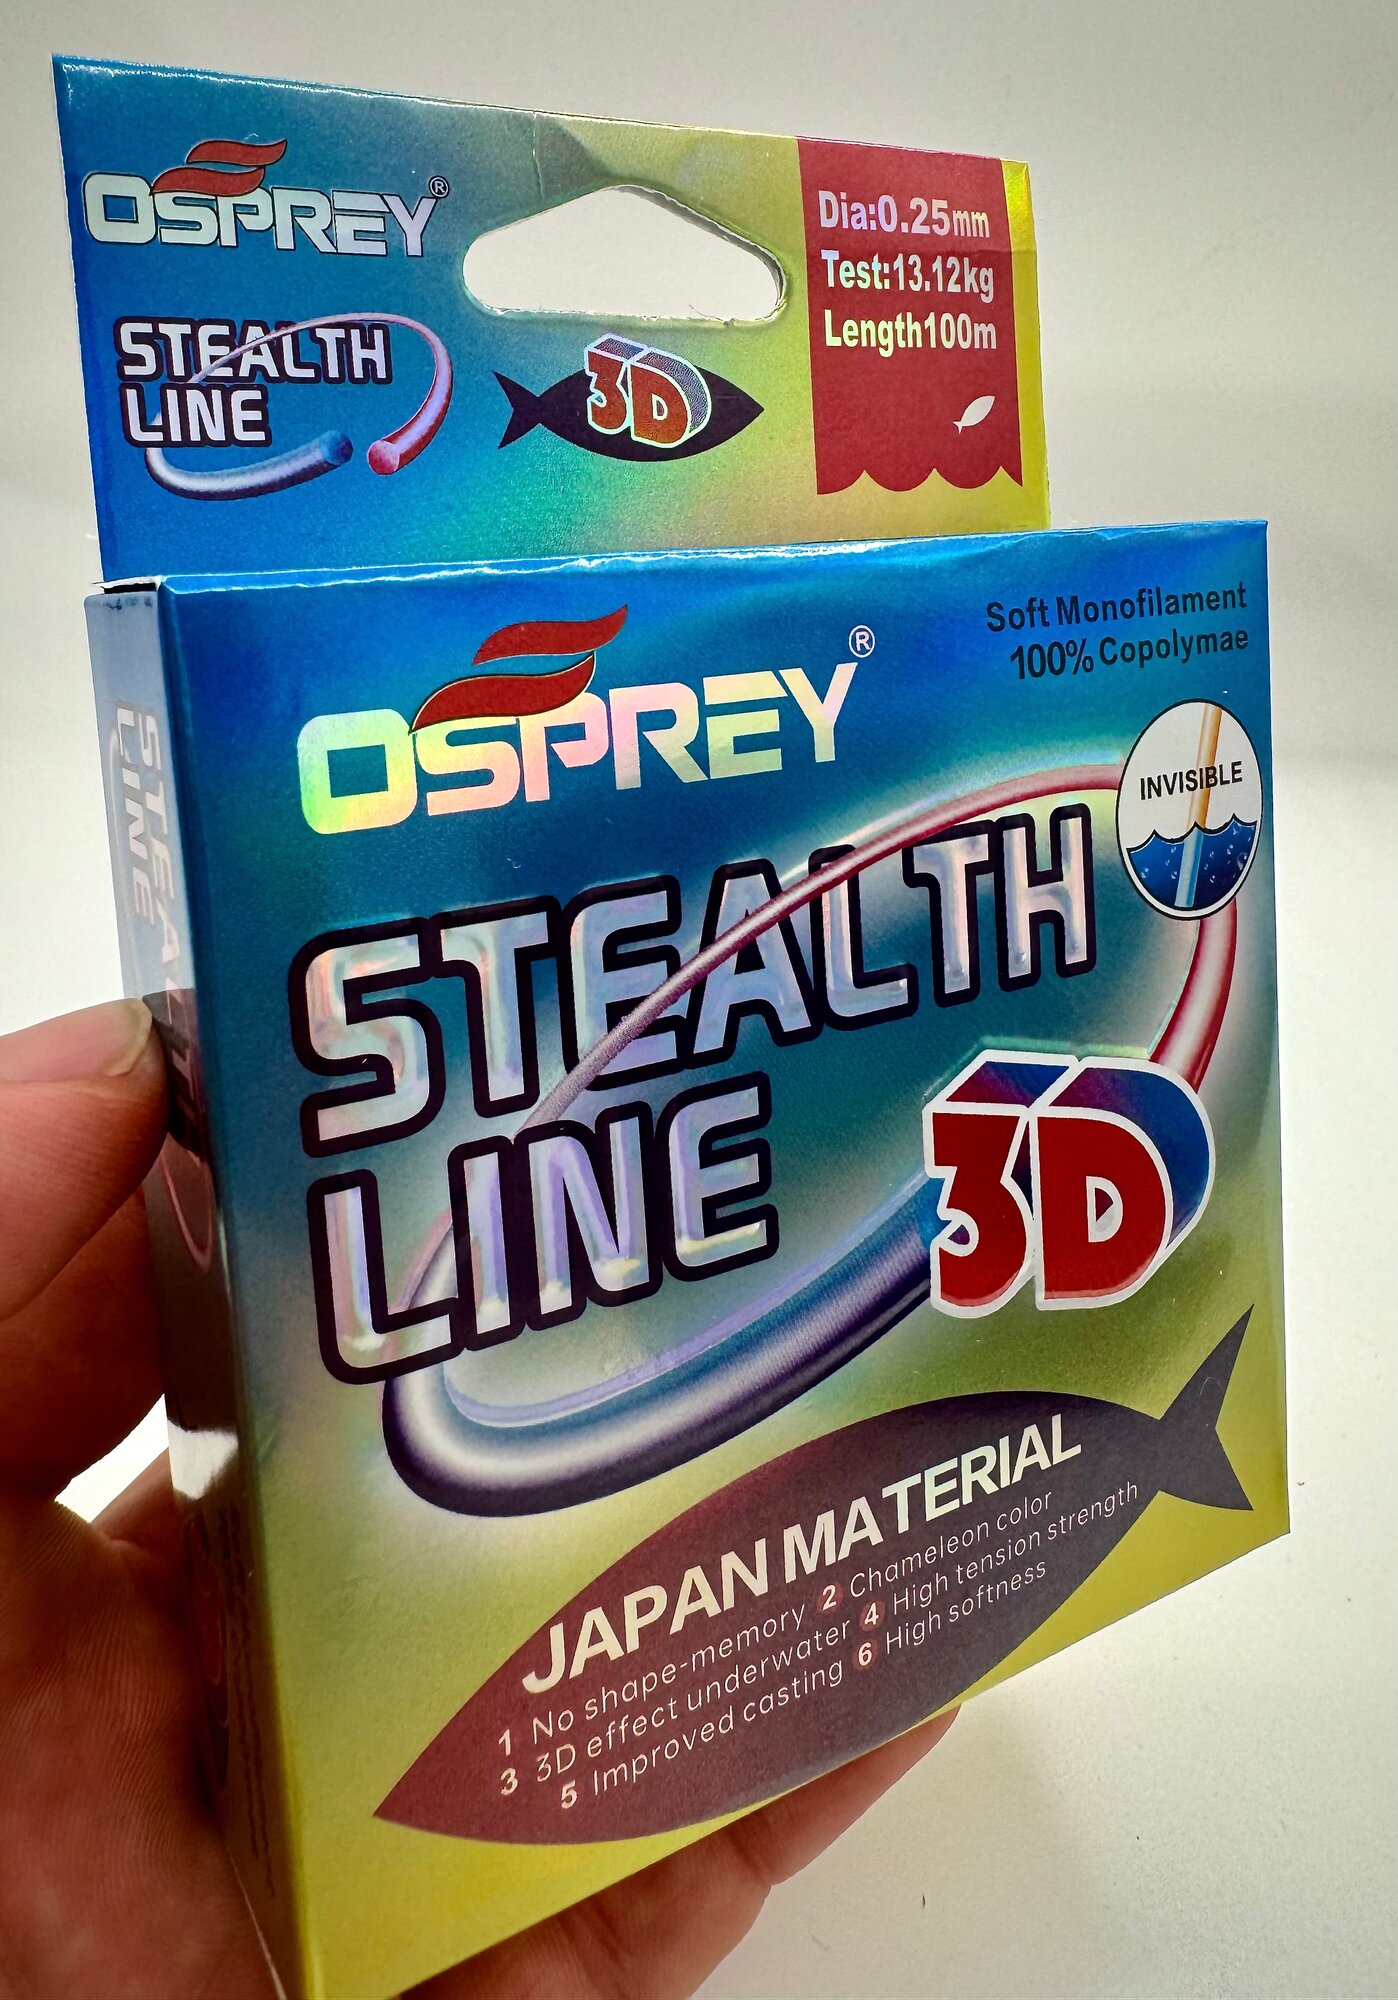 OSPREY®
STEALTH
LINE
3D
Dia:0.25mm
Test:13.12kg
Length100m
Soft Monofilament
100% Copolymae
OSPREY®
INVISIBLE
STEALTH
LINE
3D
JAPAN MATERIAL
1 No shape-memory 2 Chameleon color
3 3D effect underwater 4 High tension strength
5 Improved casting 6 High softness
STEALTH
LINE